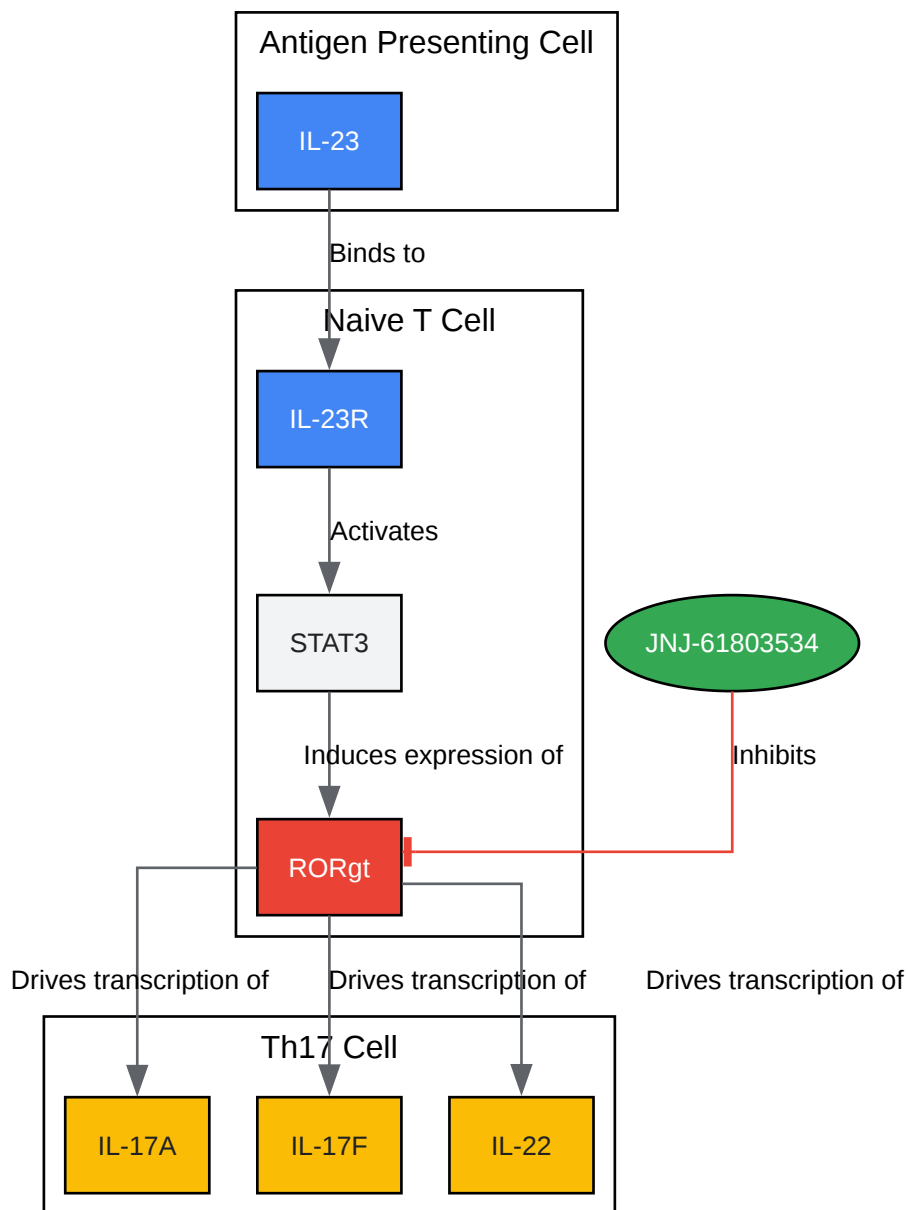 Antigen Presenting Cell
IL-23
Binds to
Naive T Cell
IL-23R
Activates
STAT3
JNJ-61803534
Induces expression of
Inhibits
RORgt
Drives transcription of
Drives transcription of
Drives transcription of
Th17 Cell
IL-17A
IL-17F
IL-22